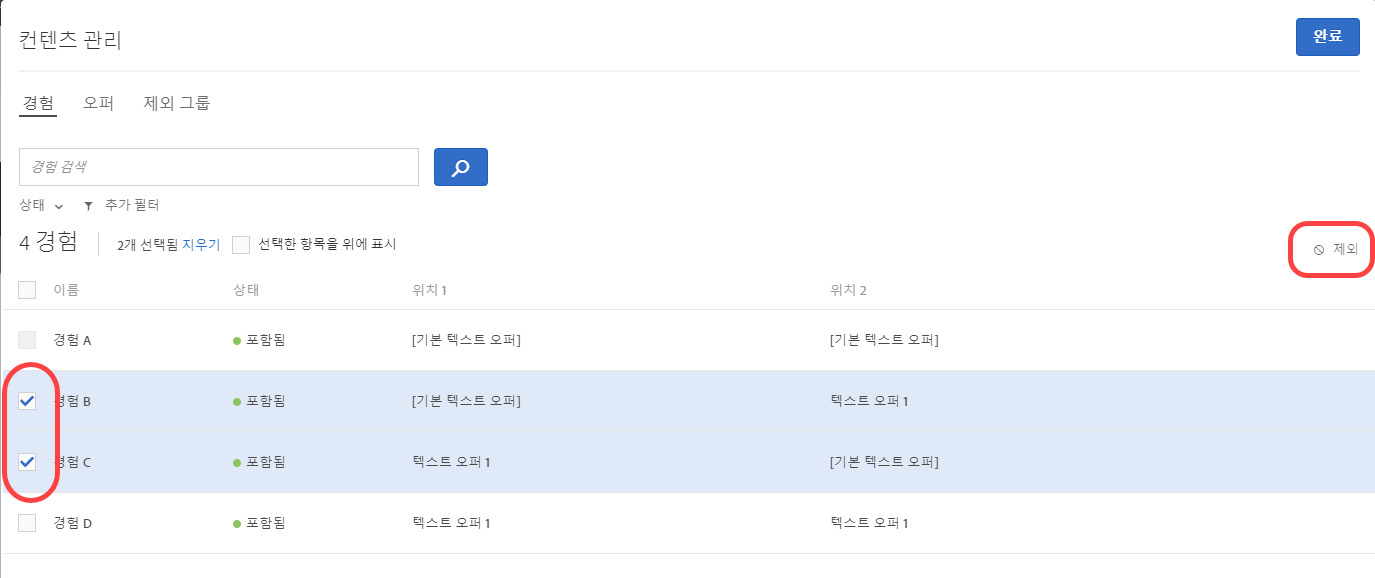 컨텐츠 관리
완료
경험 오퍼 제외 그룹
경험 검색
상태 추가 필터
4 경험 2개 선택됨 지우기 선택한 항목을 위에 표시 제외
이름 상태 위치 1 위치 2
경험 A 포함됨 [기본 텍스트 오퍼] [기본 텍스트 오퍼]
경험 B 포함됨 [기본 텍스트 오퍼] 텍스트 오퍼 1
경험 C 포함됨 텍스트 오퍼 1 [기본 텍스트 오퍼]
경험 D 포함됨 텍스트 오퍼 1 텍스트 오퍼 1